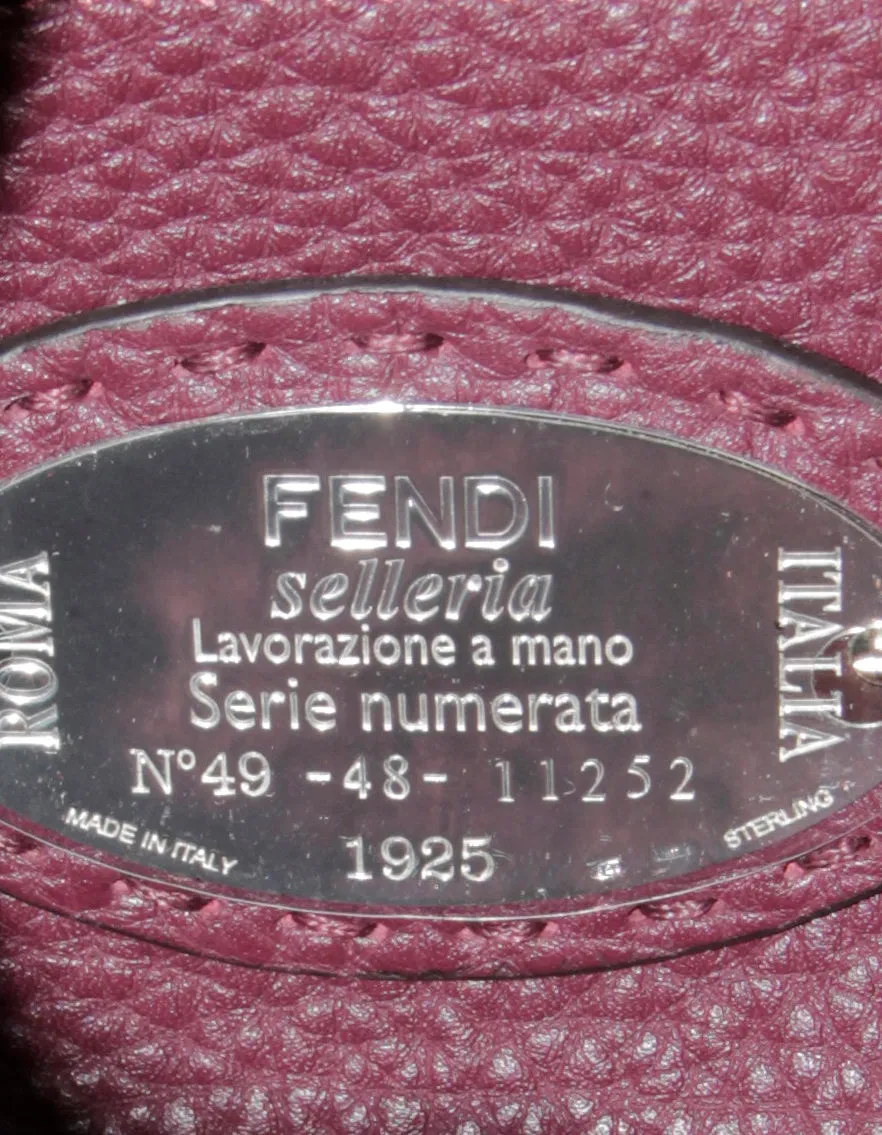 FENDI
selleria
Lavorazione a mano
Serie numerata
N°49 -48- 11252
1925
ROMA
ITALIA
MADE IN ITALY
STERLING